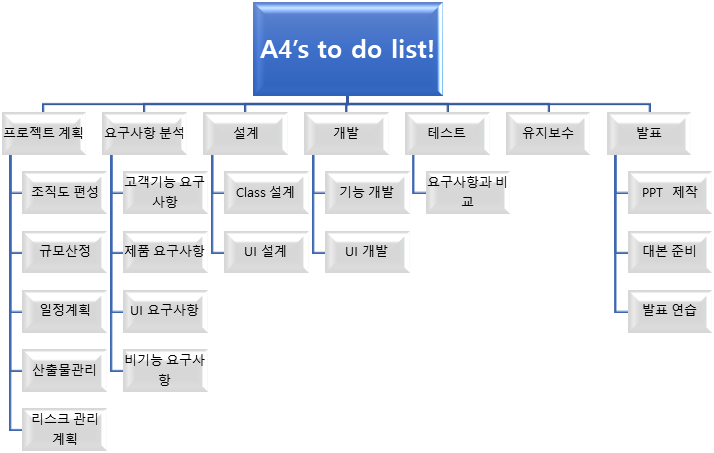 A4's to do list!
프로젝트 계획
요구사항 분석
설계
개발
테스트
유지보수
발표
조직도 편성
규모산정
일정계획
산출물관리
리스크 관리
계획
고객기능 요구
사항
제품 요구사항
UI 요구사항
비기능 요구사
항
Class 설계
UI 설계
기능 개발
UI 개발
요구사항과 비
교
PPT 제작
대본 준비
발표 연습